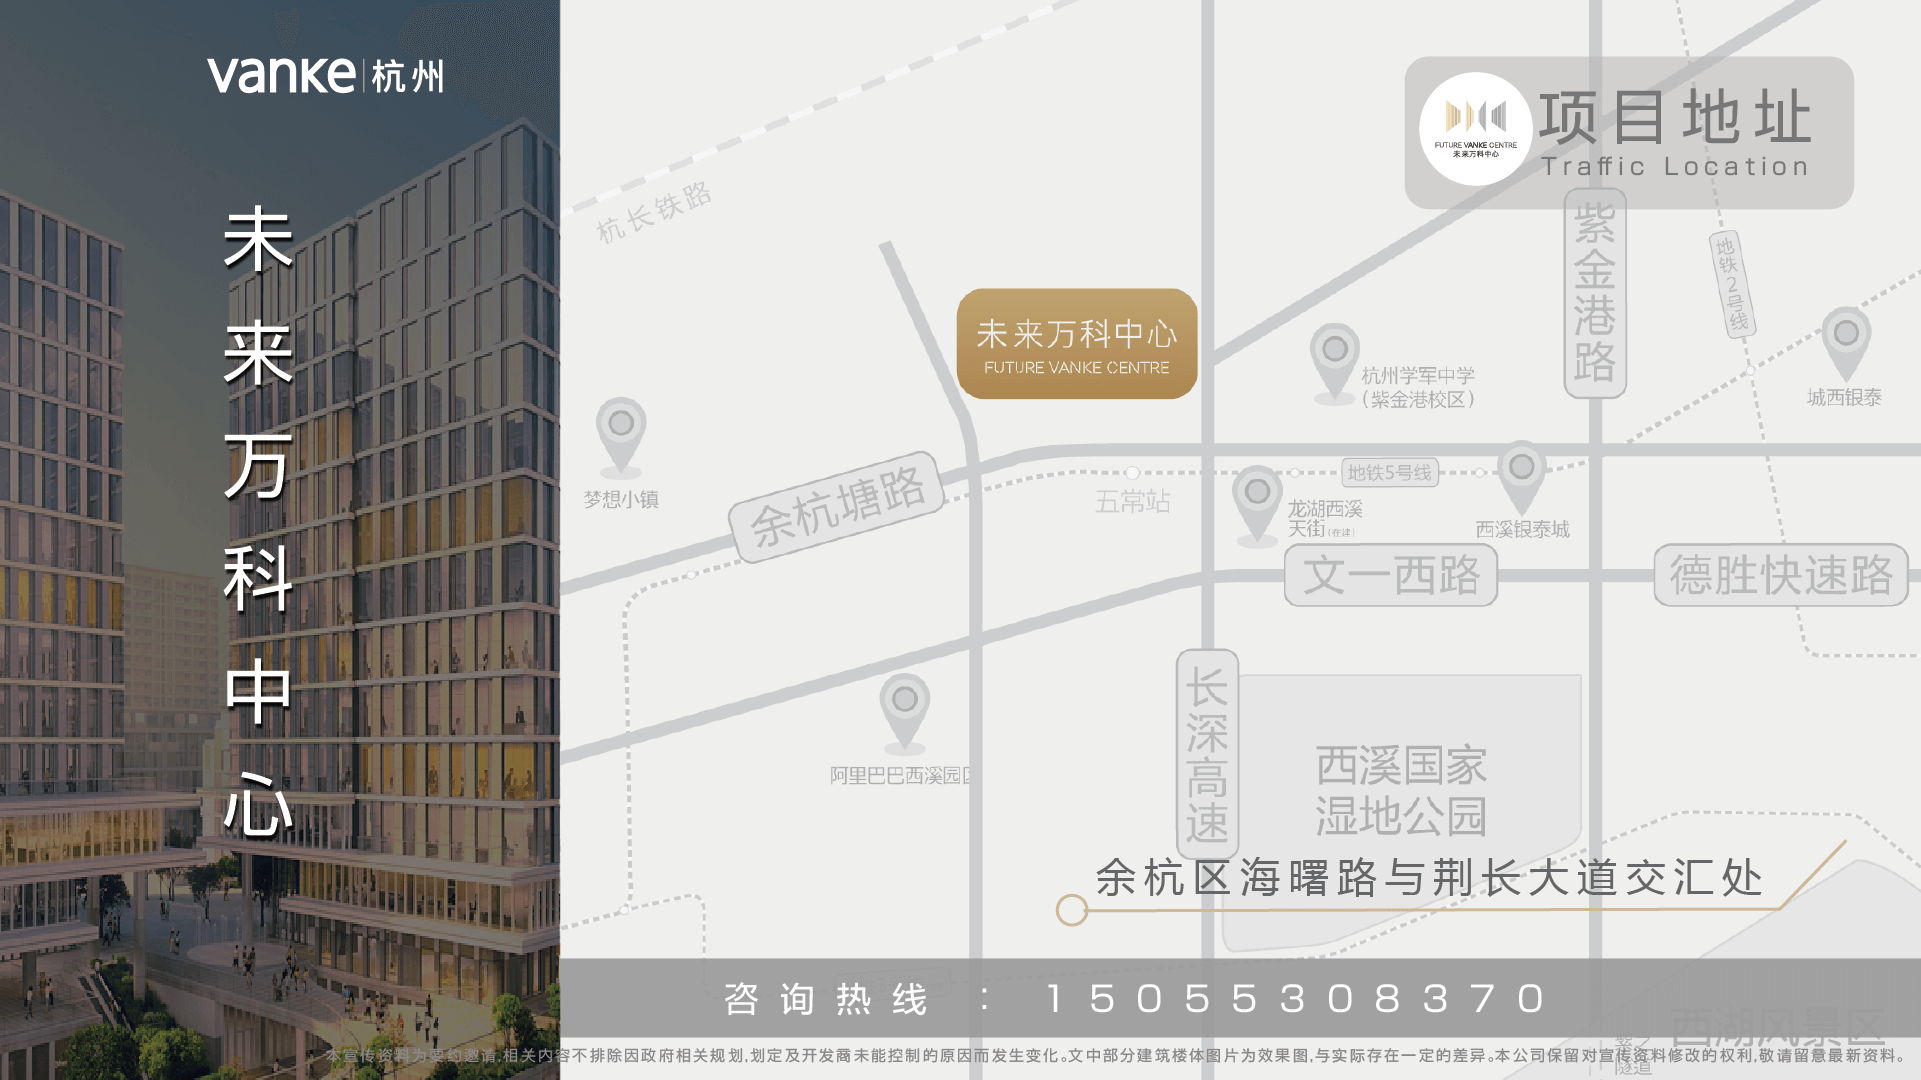 vanke 杭州
未来万科中心
项目地址
Traffic Location
FUTURE VANKE CENTRE
未来万科中心
杭长铁路
紫金港路
地铁2号线
未来万科中心
FUTURE VANKE CENTRE
杭州学军中学
（紫金港校区）
城西银泰
梦想小镇
余杭塘路
五常站
地铁5号线
龙湖西溪
天街(在建)
西溪银泰城
文一西路
德胜快速路
长深高速
阿里巴巴西溪园区
西溪国家
湿地公园
余杭区海曙路与荆长大道交汇处
咨询热线：15055308370
西湖风景区
紫之
隧道
本宣传资料为要约邀请,相关内容不排除因政府相关规划,划定及开发商未能控制的原因而发生变化。文中部分建筑楼体图片为效果图,与实际存在一定的差异。本公司保留对宣传资料修改的权利,敬请留意最新资料。